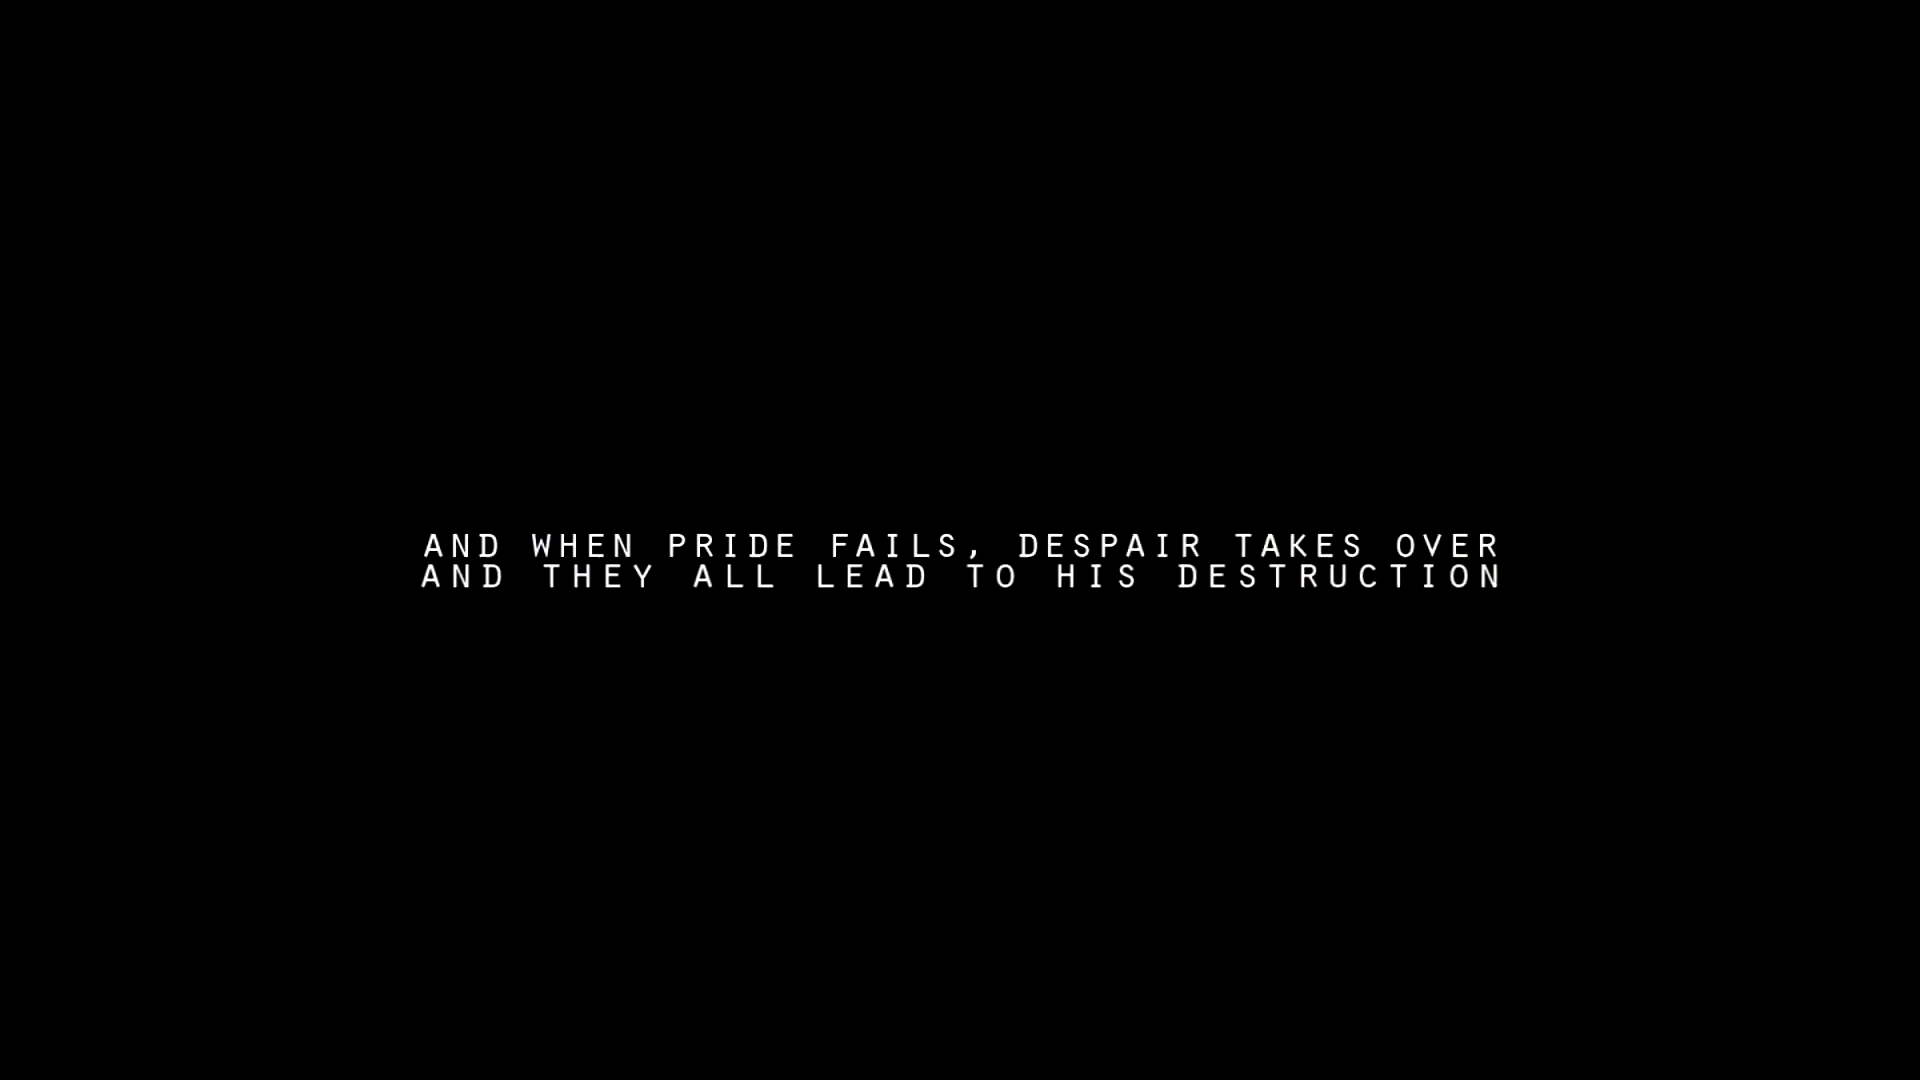 AND WHEN PRIDE FAILS, DESPAIR TAKES OVER
AND THEY ALL LEAD TO HIS DESTRUCTION